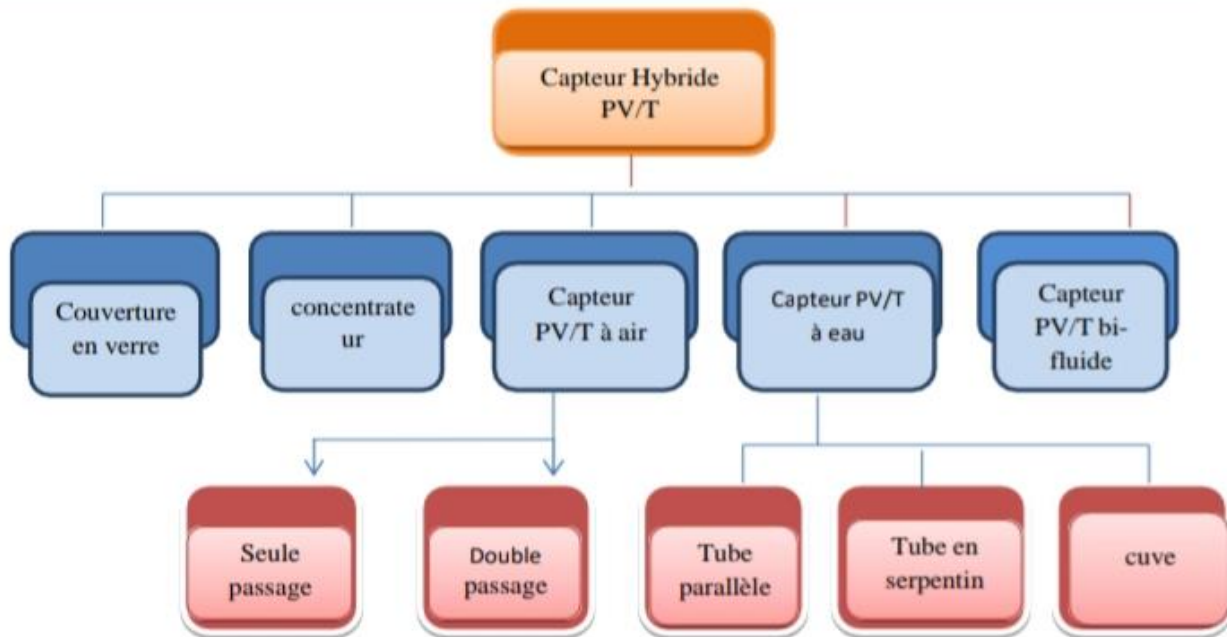 Capteur Hybride
PV/T
Couverture
en verre
concentrate
ur
Capteur
PV/T à air
Capteur PV/T
à eau
Capteur
PV/T bi-
fluide
Seule
passage
Double
passage
Tube
parallèle
Tube en
serpentin
cuve